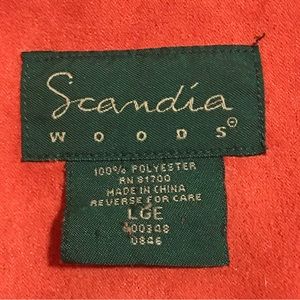 Scandia
WOODS
100% POLYESTER
RN 81700
MADE IN CHINA
REVERSE FOR CARE
LGE
400348
0846